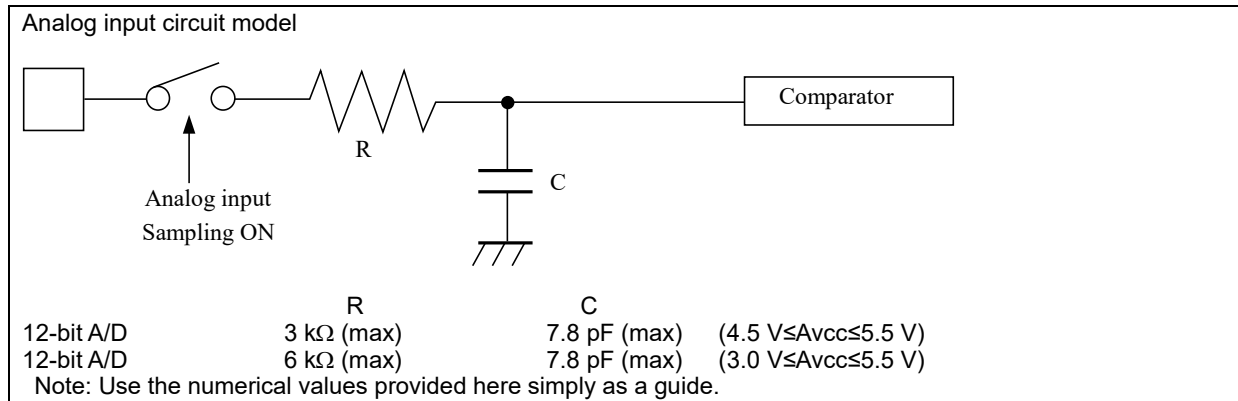 Analog input circuit model
Comparator
R
C
Analog input
Sampling ON
R C
12-bit A/D 3 kΩ (max) 7.8 pF (max) (4.5 V≤Avcc≤5.5 V)
12-bit A/D 6 kΩ (max) 7.8 pF (max) (3.0 V≤Avcc≤5.5 V)
Note: Use the numerical values provided here simply as a guide.